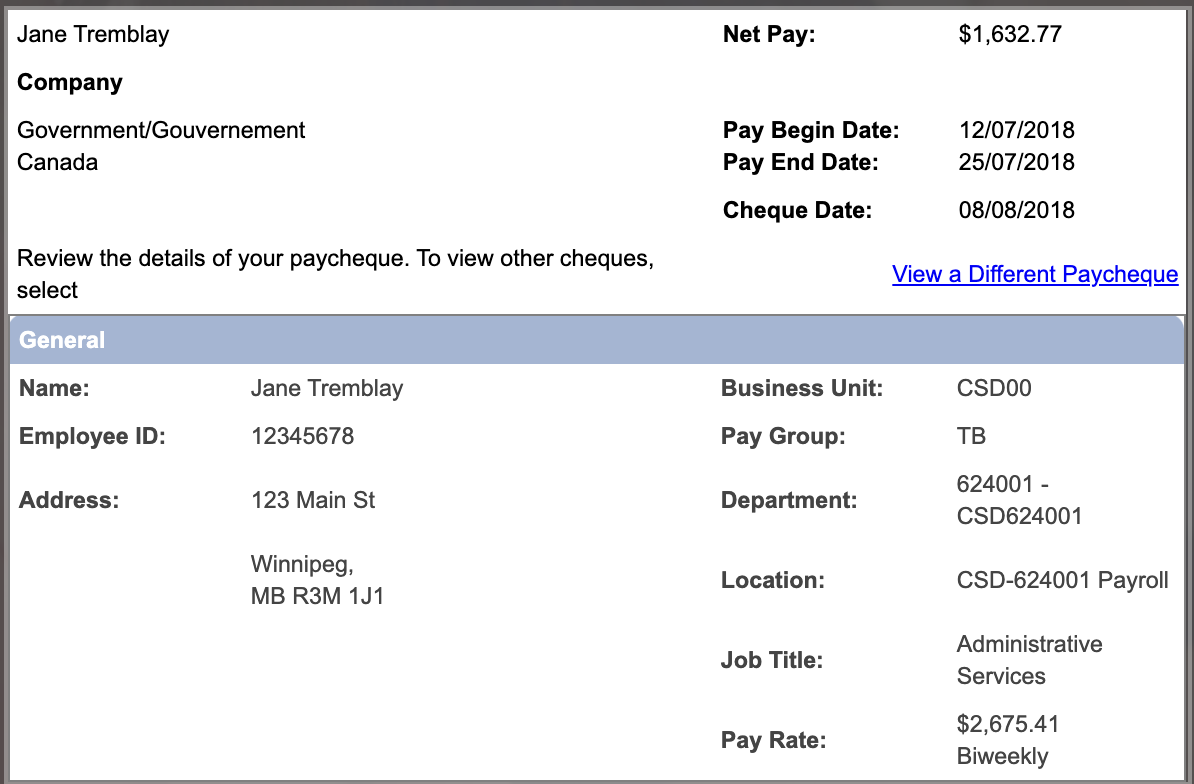 Jane Tremblay
Net Pay: $1,632.77
Company
Government/Gouvernement
Canada
Pay Begin Date: 12/07/2018
Pay End Date: 25/07/2018
Cheque Date: 08/08/2018
Review the details of your paycheque. To view other cheques,
select
View a Different Paycheque
General
Name: Jane Tremblay
Employee ID: 12345678
Address: 123 Main St
Winnipeg,
MB R3M 1J1
Business Unit: CSD00
Pay Group: TB
Department: 624001 -
CSD624001
Location: CSD-624001 Payroll
Job Title: Administrative
Services
Pay Rate: $2,675.41
Biweekly